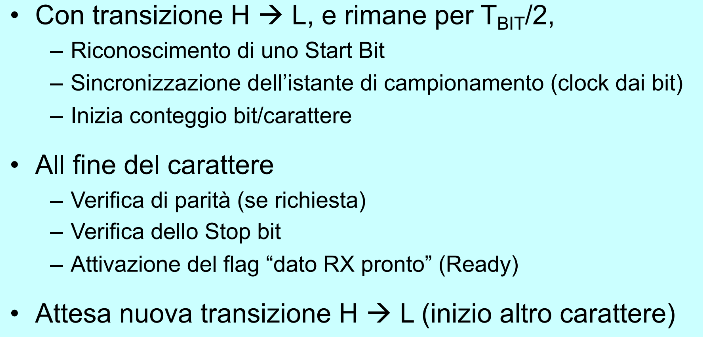 • Con transizione H → L, e rimane per TBIT/2,
– Riconoscimento di uno Start Bit
– Sincronizzazione dell'istante di campionamento (clock dai bit)
– Inizia conteggio bit/carattere
• All fine del carattere
– Verifica di parità (se richiesta)
– Verifica dello Stop bit
– Attivazione del flag “dato RX pronto” (Ready)
• Attesa nuova transizione H → L (inizio altro carattere)